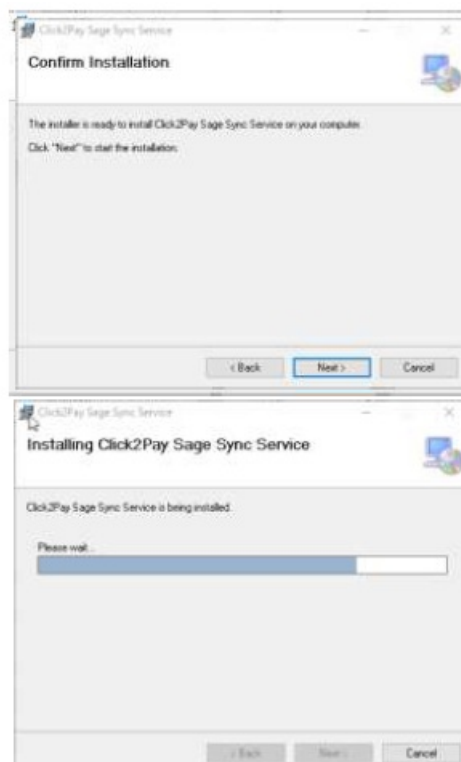 Click2Pay Sage Sync Service
Confirm Installation
The installer is ready to install Click2Pay Sage Sync Service on your computer.
Click "Next" to start the installation.
< Back
Next >
Cancel
Click2Pay Sage Sync Service
Installing Click2Pay Sage Sync Service
Click2Pay Sage Sync Service is being installed.
Please wait...
< Back
Next >
Cancel